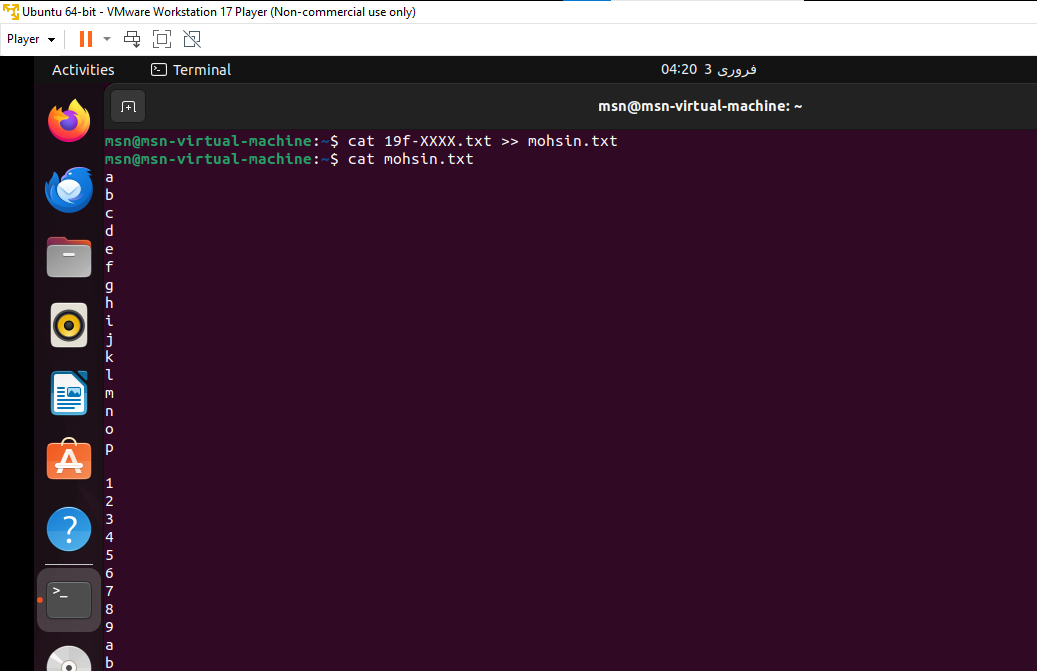 Ubuntu 64-bit - VMware Workstation 17 Player (Non-commercial use only)
Player
Activities
Terminal
04:20 3 فروری
msn@msn-virtual-machine: ~
msn@msn-virtual-machine:~$ cat 19f-XXXX.txt >> mohsin.txt
msn@msn-virtual-machine:~$ cat mohsin.txt
a
b
c
d
e
f
g
h
i
j
k
l
m
n
o
p
1
2
3
4
5
6
7
8
9
a
b